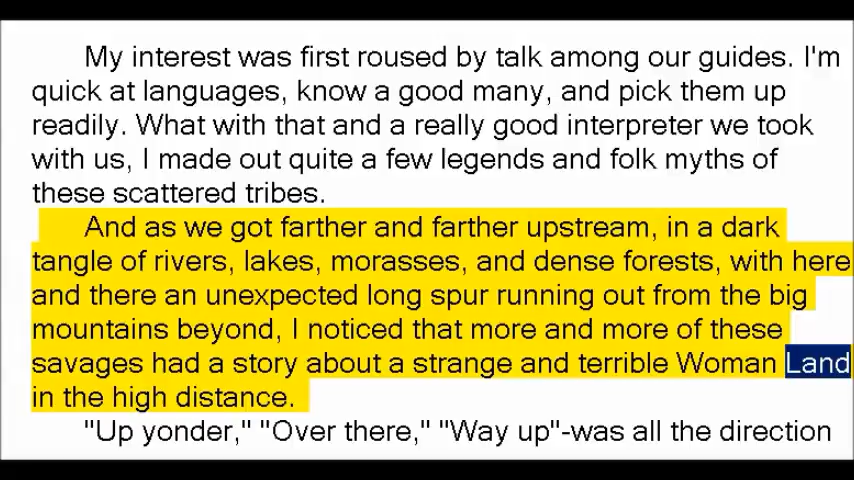 My interest was first roused by talk among our guides. I'm
quick at languages, know a good many, and pick them up
readily. What with that and a really good interpreter we took
with us, I made out quite a few legends and folk myths of
these scattered tribes.
And as we got farther and farther upstream, in a dark
tangle of rivers, lakes, morasses, and dense forests, with here
and there an unexpected long spur running out from the big
mountains beyond, I noticed that more and more of these
savages had a story about a strange and terrible Woman Land
in the high distance.
"Up yonder," "Over there," "Way up"-was all the direction